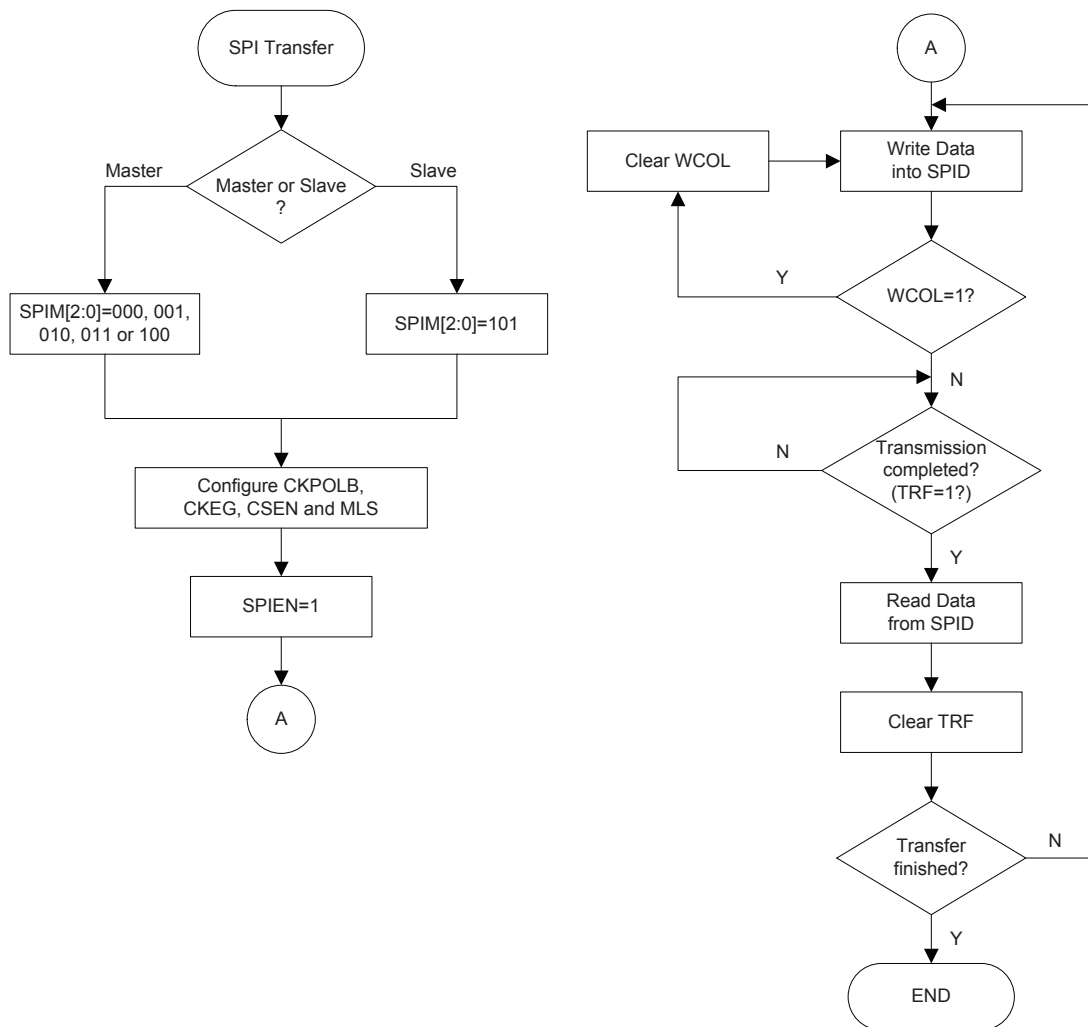 SPI Transfer
Master
Master or Slave
?
Slave
SPIM[2:0]=000, 001,
010, 011 or 100
SPIM[2:0]=101
Configure CKPOLB,
CKEG, CSEN and MLS
SPIEN=1
A
A
Clear WCOL
Write Data
into SPID
Y
WCOL=1?
N
N
Transmission
completed?
(TRF=1?)
Y
Read Data
from SPID
Clear TRF
Transfer
finished?
N
Y
END